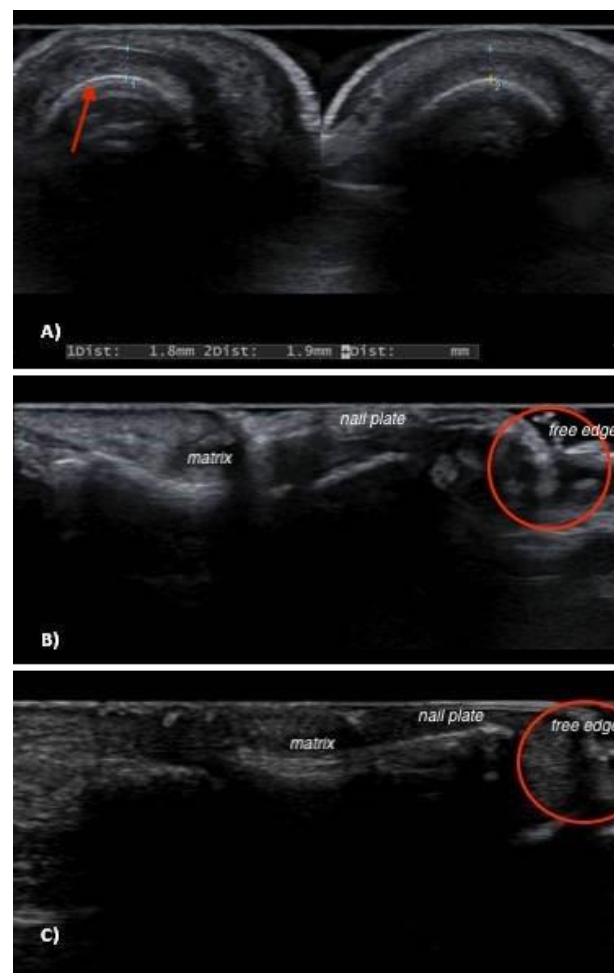 A)
1Dist: 1.8mm 2Dist: 1.9mm +Dist: mm
nail plate
free edge
matrix
B)
nail plate
free edge
matrix
C)